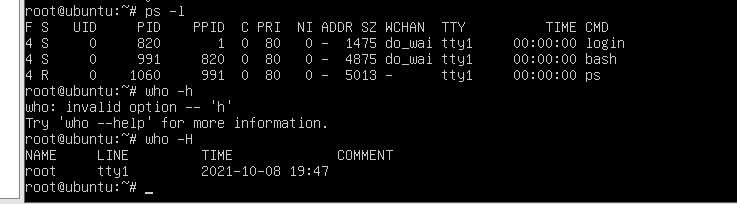 root@ubuntu:~# ps -l
F S   UID     PID    PPID  C PRI  NI ADDR SZ WCHAN  TTY          TIME CMD
4 S     0     820       1  0  80   0 -  1475 do_wai tty1     00:00:00 login
4 S     0     991     820  0  80   0 -  4875 do_wai tty1     00:00:00 bash
4 R     0    1060     991  0  80   0 -  5013 -      tty1     00:00:00 ps
root@ubuntu:~# who -h
who: invalid option -- 'h'
Try 'who --help' for more information.
root@ubuntu:~# who -H
NAME     LINE         TIME             COMMENT
root     tty1         2021-10-08 19:47
root@ubuntu:~# _